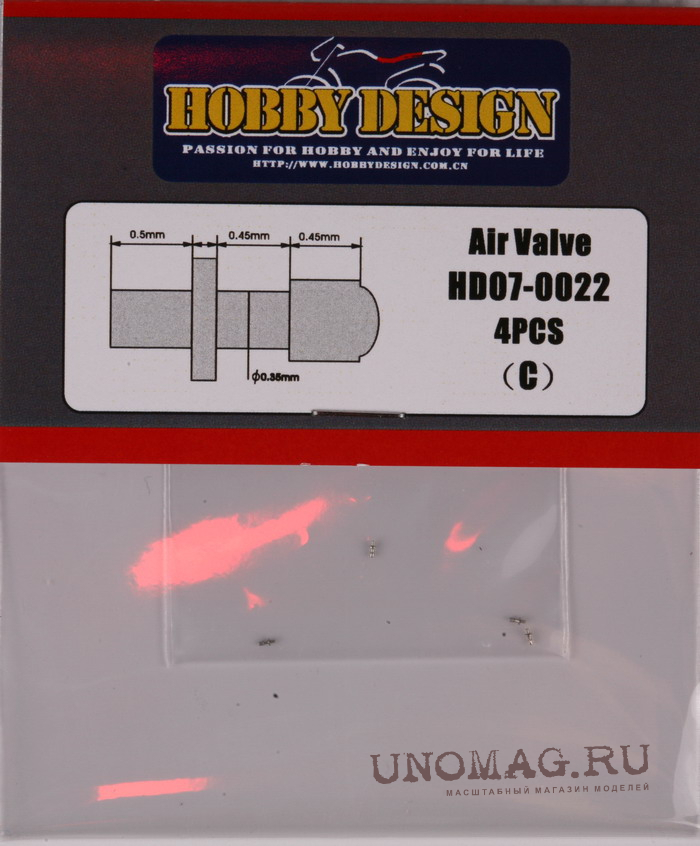 HOBBY DESIGN
PASSION FOR HOBBY AND ENJOY FOR LIFE
HTTP://WWW.HOBBYDESIGN.COM.CN
0.5mm 0.45mm 0.45mm
ϕ0.35mm
Air Valve
HD07-0022
4PCS
(C)
UNOMAG.RU
МАСШТАБНЫЙ МАГАЗИН МОДЕЛЕЙ